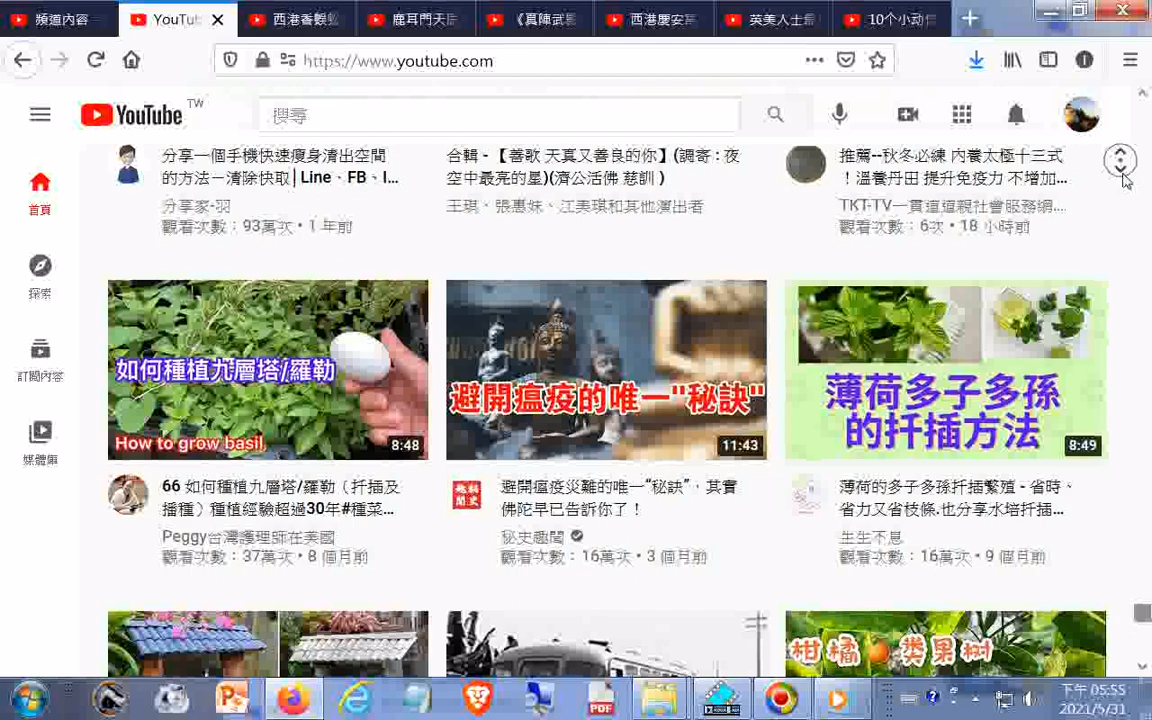 頻道內容
YouTu
西港香觀
鹿耳門天后
《真陳武
西港慶安
英美人士最
10个小动
https://www.youtube.com
YouTube TW
搜尋
首頁
探索
訂閱內容
媒體庫
分享一個手機快速瘦身清出空間
的方法－清除快取│Line、FB、I...
分享家-羽
觀看次數：93萬次 • 1 年前
合輯 -【善歌 天真又善良的你】(調寄 : 夜
空中最亮的星)(濟公活佛 慈訓 )
王琪、張惠妹、江美琪和其他演出者
推薦--秋冬必練 內養太極十三式
！溫養丹田 提升免疫力 不增加...
TKT-TV一貫道道親社會服務網....
觀看次數：6次 • 18 小時前
如何種植九層塔/羅勒
How to grow basil
8:48
避開瘟疫的唯一"秘訣"
11:43
薄荷多子多孫
的扦插方法
8:49
66 如何種植九層塔/羅勒（扦插及
播種）種植經驗超過30年#種菜...
Peggy台灣護理師在美國
觀看次數：37萬次 • 8 個月前
避開瘟疫災難的唯一“秘訣”，其實
佛陀早已告訴你了！
秘史趣聞
觀看次數：16萬次 • 3 個月前
薄荷的多子多孫扦插繁殖 - 省時、
省力又省枝條.也分享水培扦插...
生生不息
觀看次數：16萬次 • 9 個月前
柑橘 类果树
PDF
下午 05:55
2021/5/31